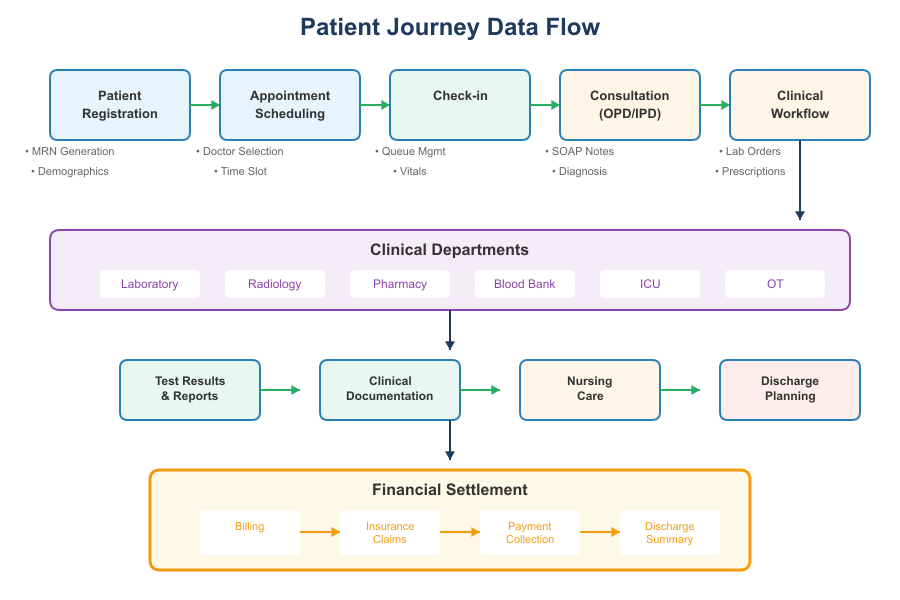 Patient Journey Data Flow
Patient
Registration
Appointment
Scheduling
Check-in
Consultation
(OPD/IPD)
Clinical
Workflow
• MRN Generation
• Demographics
• Doctor Selection
• Time Slot
• Queue Mgmt
• Vitals
• SOAP Notes
• Diagnosis
• Lab Orders
• Prescriptions
Clinical Departments
Laboratory
Radiology
Pharmacy
Blood Bank
ICU
OT
Test Results
& Reports
Clinical
Documentation
Nursing
Care
Discharge
Planning
Financial Settlement
Billing
Insurance
Claims
Payment
Collection
Discharge
Summary